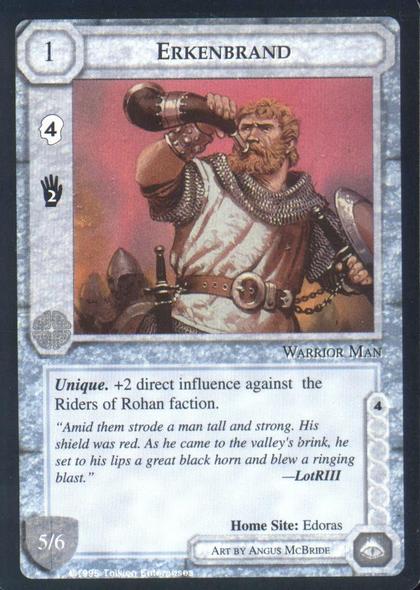 1
ERKENBRAND
4
2
WARRIOR MAN
Unique. +2 direct influence against the
Riders of Rohan faction.
4
"Amid them strode a man tall and strong. His
shield was red. As he came to the valley's brink, he
set to his lips a great black horn and blew a ringing
blast." —LotRIII
Home Site: Edoras
5/6
ART BY ANGUS MCBRIDE
©1995 Tolkien Enterprises